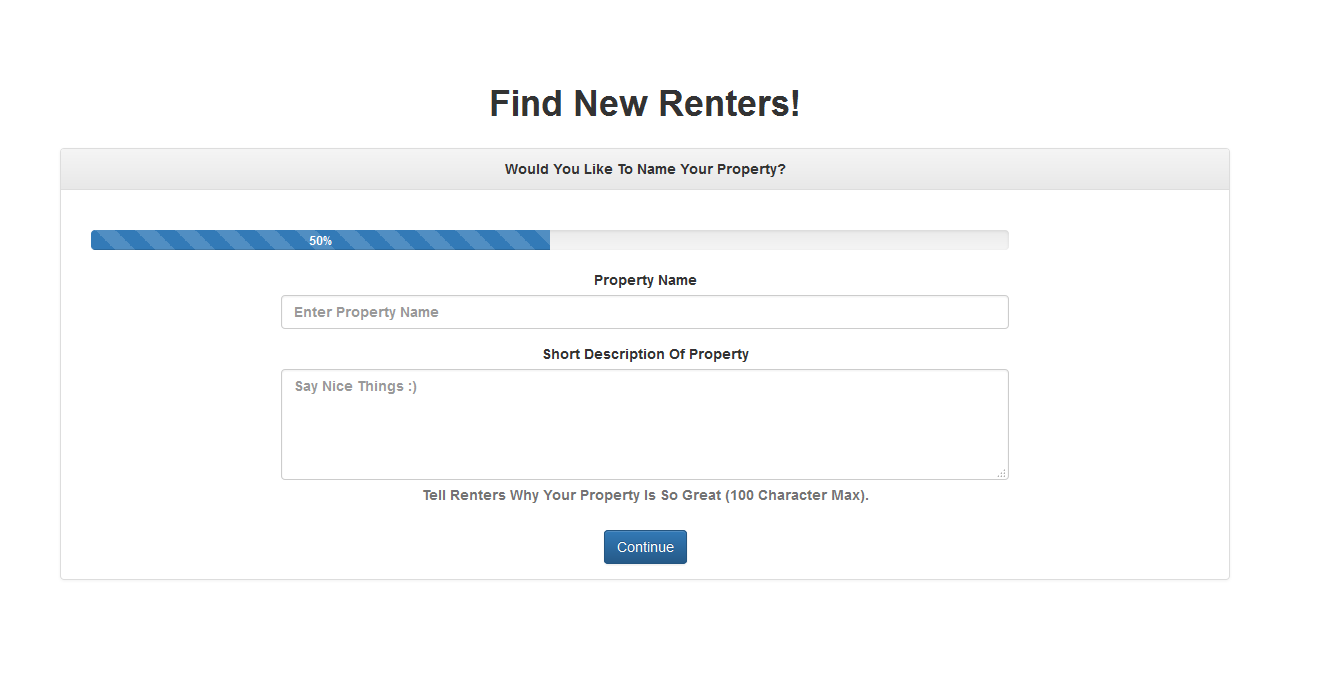 Find New Renters!
Would You Like To Name Your Property?
50%
Property Name
Enter Property Name
Short Description Of Property
Say Nice Things :)
Tell Renters Why Your Property Is So Great (100 Character Max).
Continue